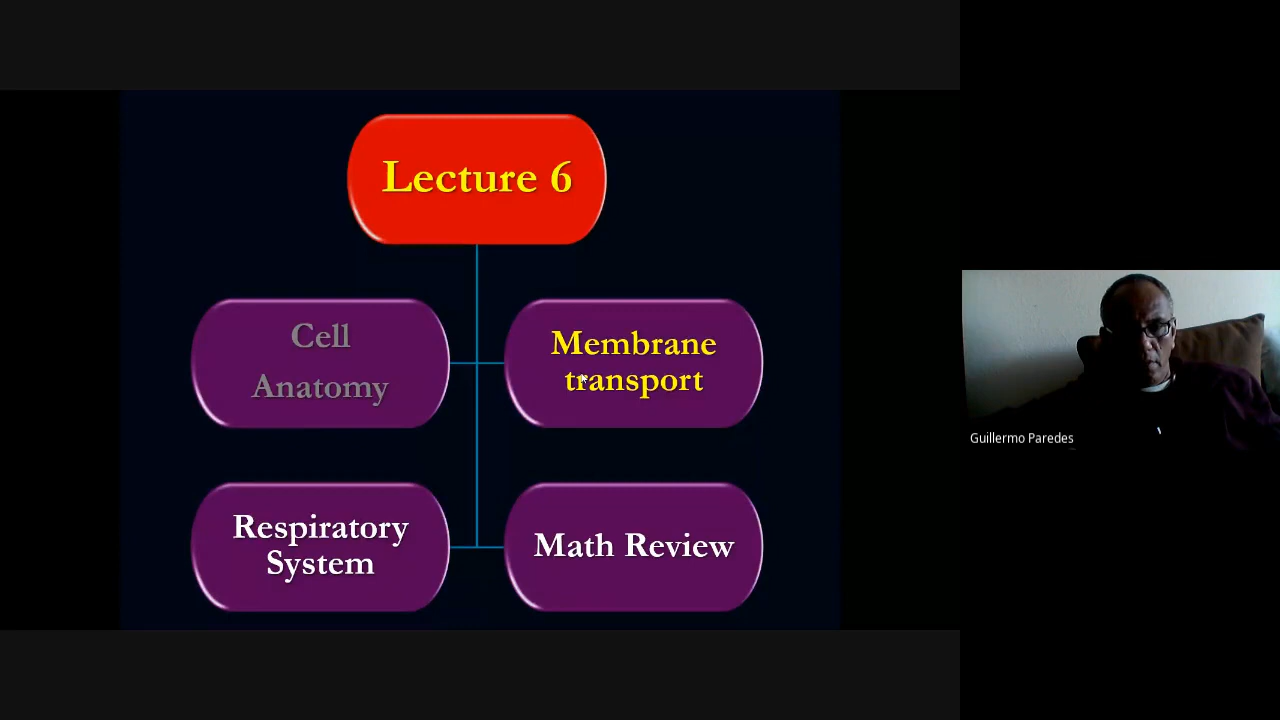 Lecture 6
Cell
Anatomy
Membrane
transport
Respiratory
System
Math Review
Guillermo Paredes